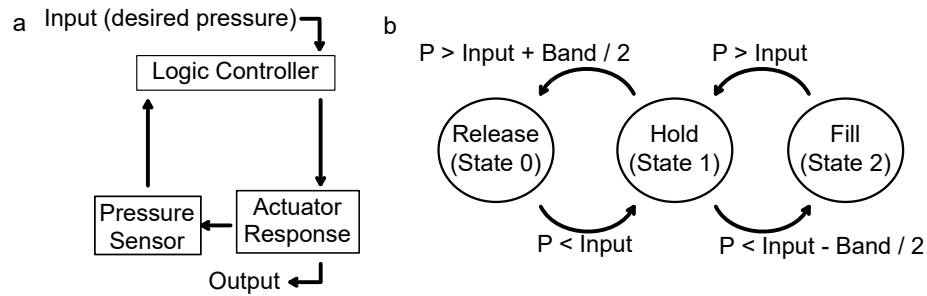 a
Input (desired pressure)
Logic Controller
Pressure
Sensor
Actuator
Response
Output
b
P > Input + Band / 2
P > Input
Release
(State 0)
Hold
(State 1)
Fill
(State 2)
P < Input
P < Input - Band / 2